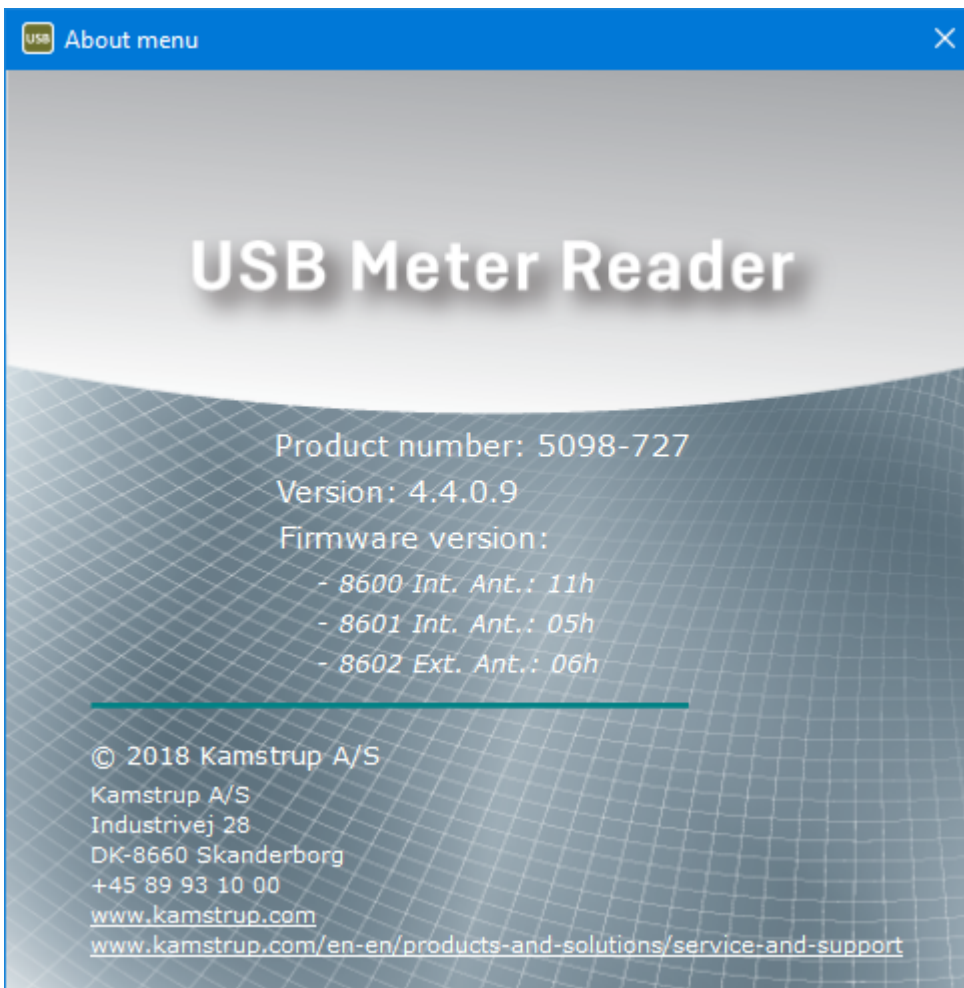 USB About menu
USB Meter Reader
Product number: 5098-727
Version: 4.4.0.9
Firmware version:
- 8600 Int. Ant.: 11h
- 8601 Int. Ant.: 05h
- 8602 Ext. Ant.: 06h
© 2018 Kamstrup A/S
Kamstrup A/S
Industrivej 28
DK-8660 Skanderborg
+45 89 93 10 00
www.kamstrup.com
www.kamstrup.com/en-en/products-and-solutions/service-and-support